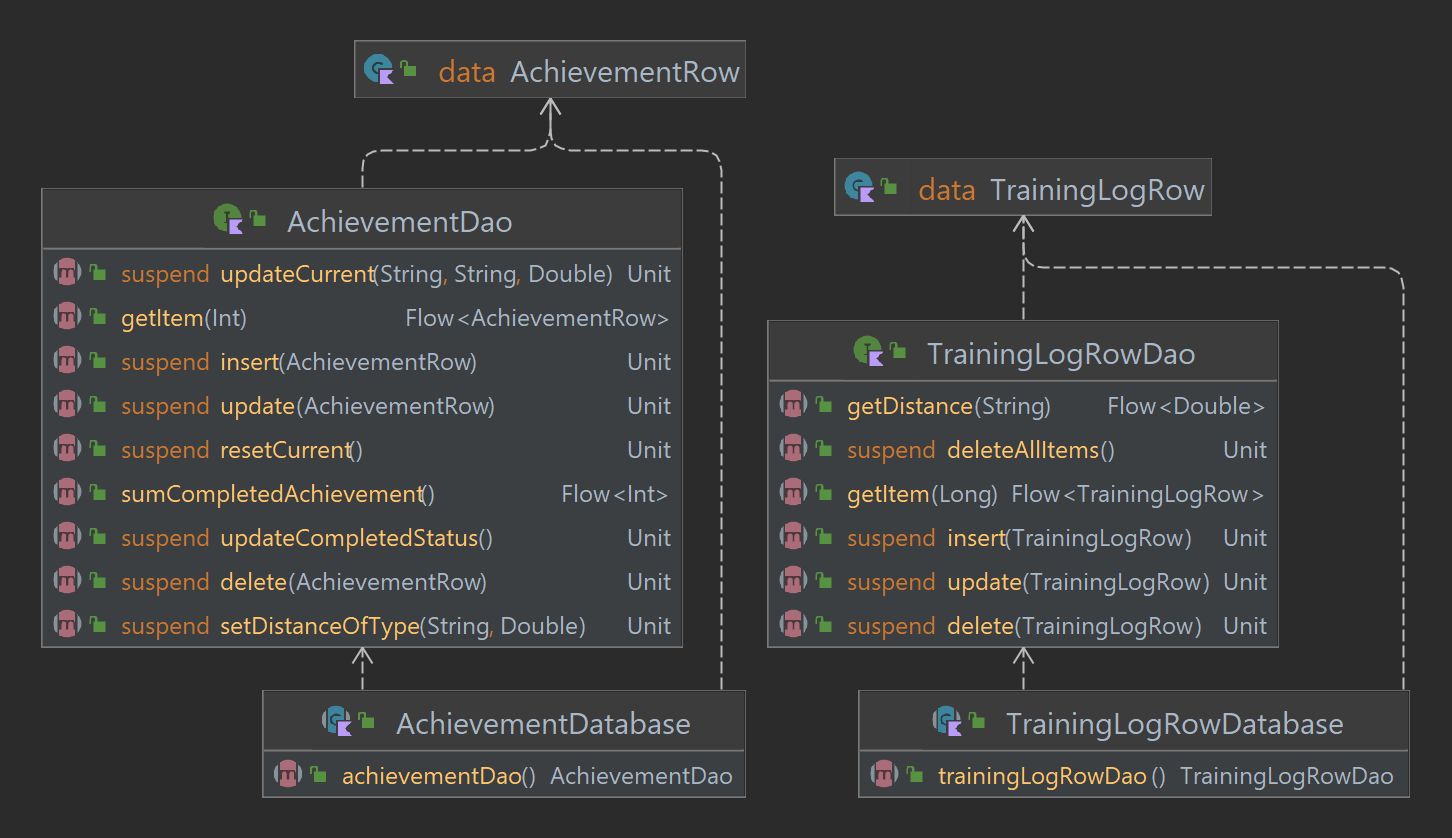 data AchievementRow
AchievementDao
suspend updateCurrent(String, String, Double) Unit
getItem(Int) Flow<AchievementRow>
suspend insert(AchievementRow) Unit
suspend update(AchievementRow) Unit
suspend resetCurrent() Unit
sumCompletedAchievement() Flow<Int>
suspend updateCompletedStatus() Unit
suspend delete(AchievementRow) Unit
suspend setDistanceOfType(String, Double) Unit
AchievementDatabase
achievementDao() AchievementDao
data TrainingLogRow
TrainingLogRowDao
getDistance(String) Flow<Double>
suspend deleteAllItems() Unit
getItem(Long) Flow<TrainingLogRow>
suspend insert(TrainingLogRow) Unit
suspend update(TrainingLogRow) Unit
suspend delete(TrainingLogRow) Unit
TrainingLogRowDatabase
trainingLogRowDao() TrainingLogRowDao